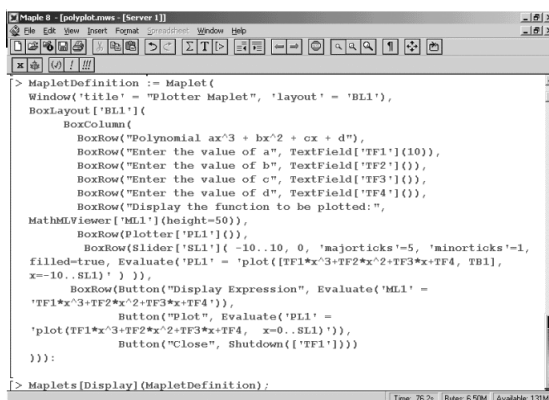 Maple 8 - [polyplot.mws - [Server 1]]
File Edit View Insert Format Spreadsheet Window Help
> MapletDefinition := Maplet(
Window('title' = "Plotter Maplet", 'layout' = 'BL1'),
BoxLayout['BL1'](
BoxColumn(
BoxRow("Polynomial ax^3 + bx^2 + cx + d"),
BoxRow("Enter the value of a", TextField['TF1'](10)),
BoxRow("Enter the value of b", TextField['TF2']()),
BoxRow("Enter the value of c", TextField['TF3']()),
BoxRow("Enter the value of d", TextField['TF4']()),
BoxRow("Display the function to be plotted:",
MathMLViewer['ML1'](height=50)),
BoxRow(Plotter['PL1']()),
BoxRow(Slider['SL1']( -10..10, 0, 'majorticks'=5, 'minorticks'=1,
filled=true, Evaluate('PL1' = 'plot([TF1*x^3+TF2*x^2+TF3*x+TF4, TB1],
x=-10..SL1)' ) )),
BoxRow(Button("Display Expression", Evaluate('ML1' =
'TF1*x^3+TF2*x^2+TF3*x+TF4')),
Button("Plot", Evaluate('PL1' =
'plot(TF1*x^3+TF2*x^2+TF3*x+TF4, x=0..SL1)')),
Button("Close", Shutdown(['TF1'])))
))):
> Maplets[Display](MapletDefinition);
Time: 76.2s Bytes: 6.50M Available: 131M